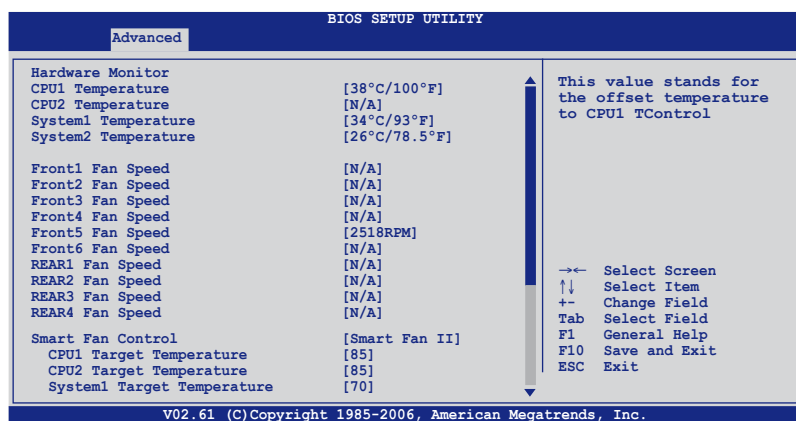 BIOS SETUP UTILITY
Advanced
Hardware Monitor
CPU1 Temperature [38°C/100°F]
CPU2 Temperature [N/A]
System1 Temperature [34°C/93°F]
System2 Temperature [26°C/78.5°F]
Front1 Fan Speed [N/A]
Front2 Fan Speed [N/A]
Front3 Fan Speed [N/A]
Front4 Fan Speed [N/A]
Front5 Fan Speed [2518RPM]
Front6 Fan Speed [N/A]
REAR1 Fan Speed [N/A]
REAR2 Fan Speed [N/A]
REAR3 Fan Speed [N/A]
REAR4 Fan Speed [N/A]
Smart Fan Control [Smart Fan II]
CPU1 Target Temperature [85]
CPU2 Target Temperature [85]
System1 Target Temperature [70]
This value stands for
the offset temperature
to CPU1 TControl
→← Select Screen
↑↓ Select Item
+- Change Field
Tab Select Field
F1 General Help
F10 Save and Exit
ESC Exit
V02.61 (C)Copyright 1985-2006, American Megatrends, Inc.